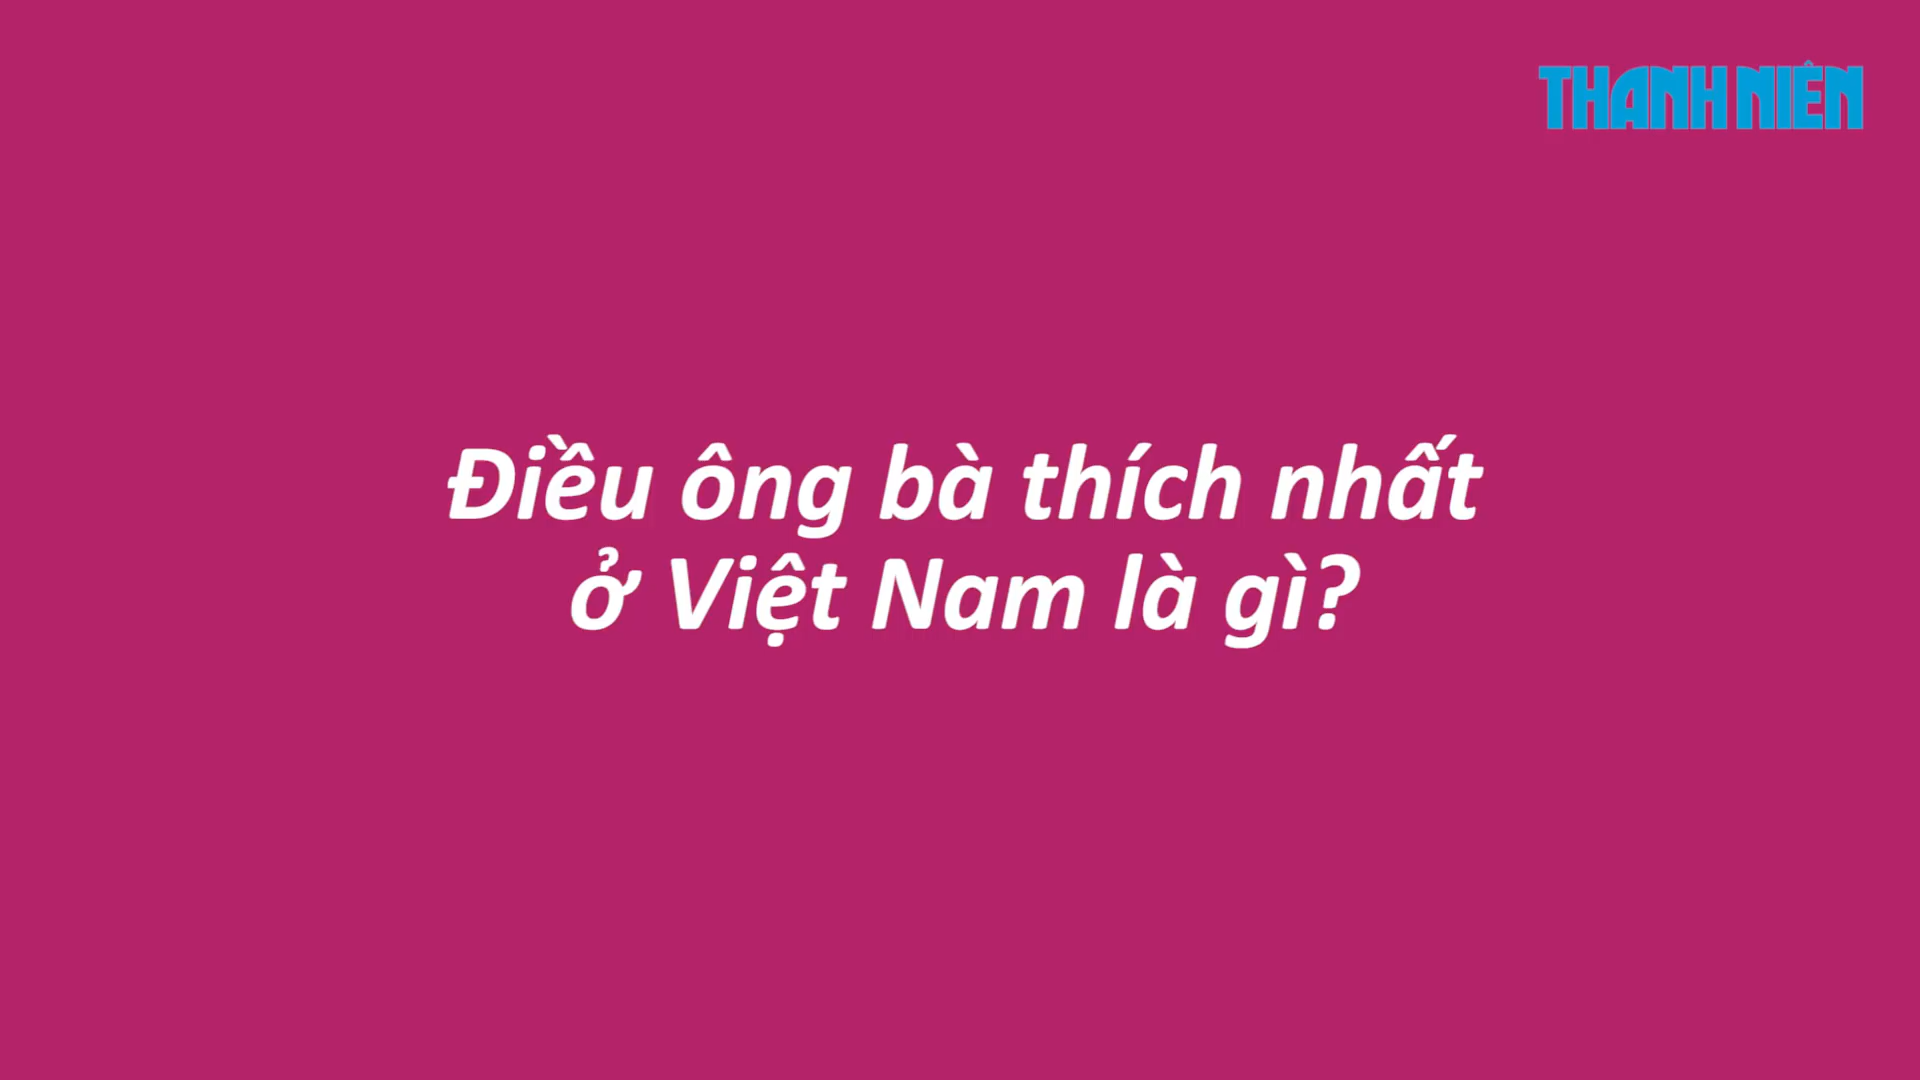 THANH NIÊN
Điều ông bà thích nhất
ở Việt Nam là gì?